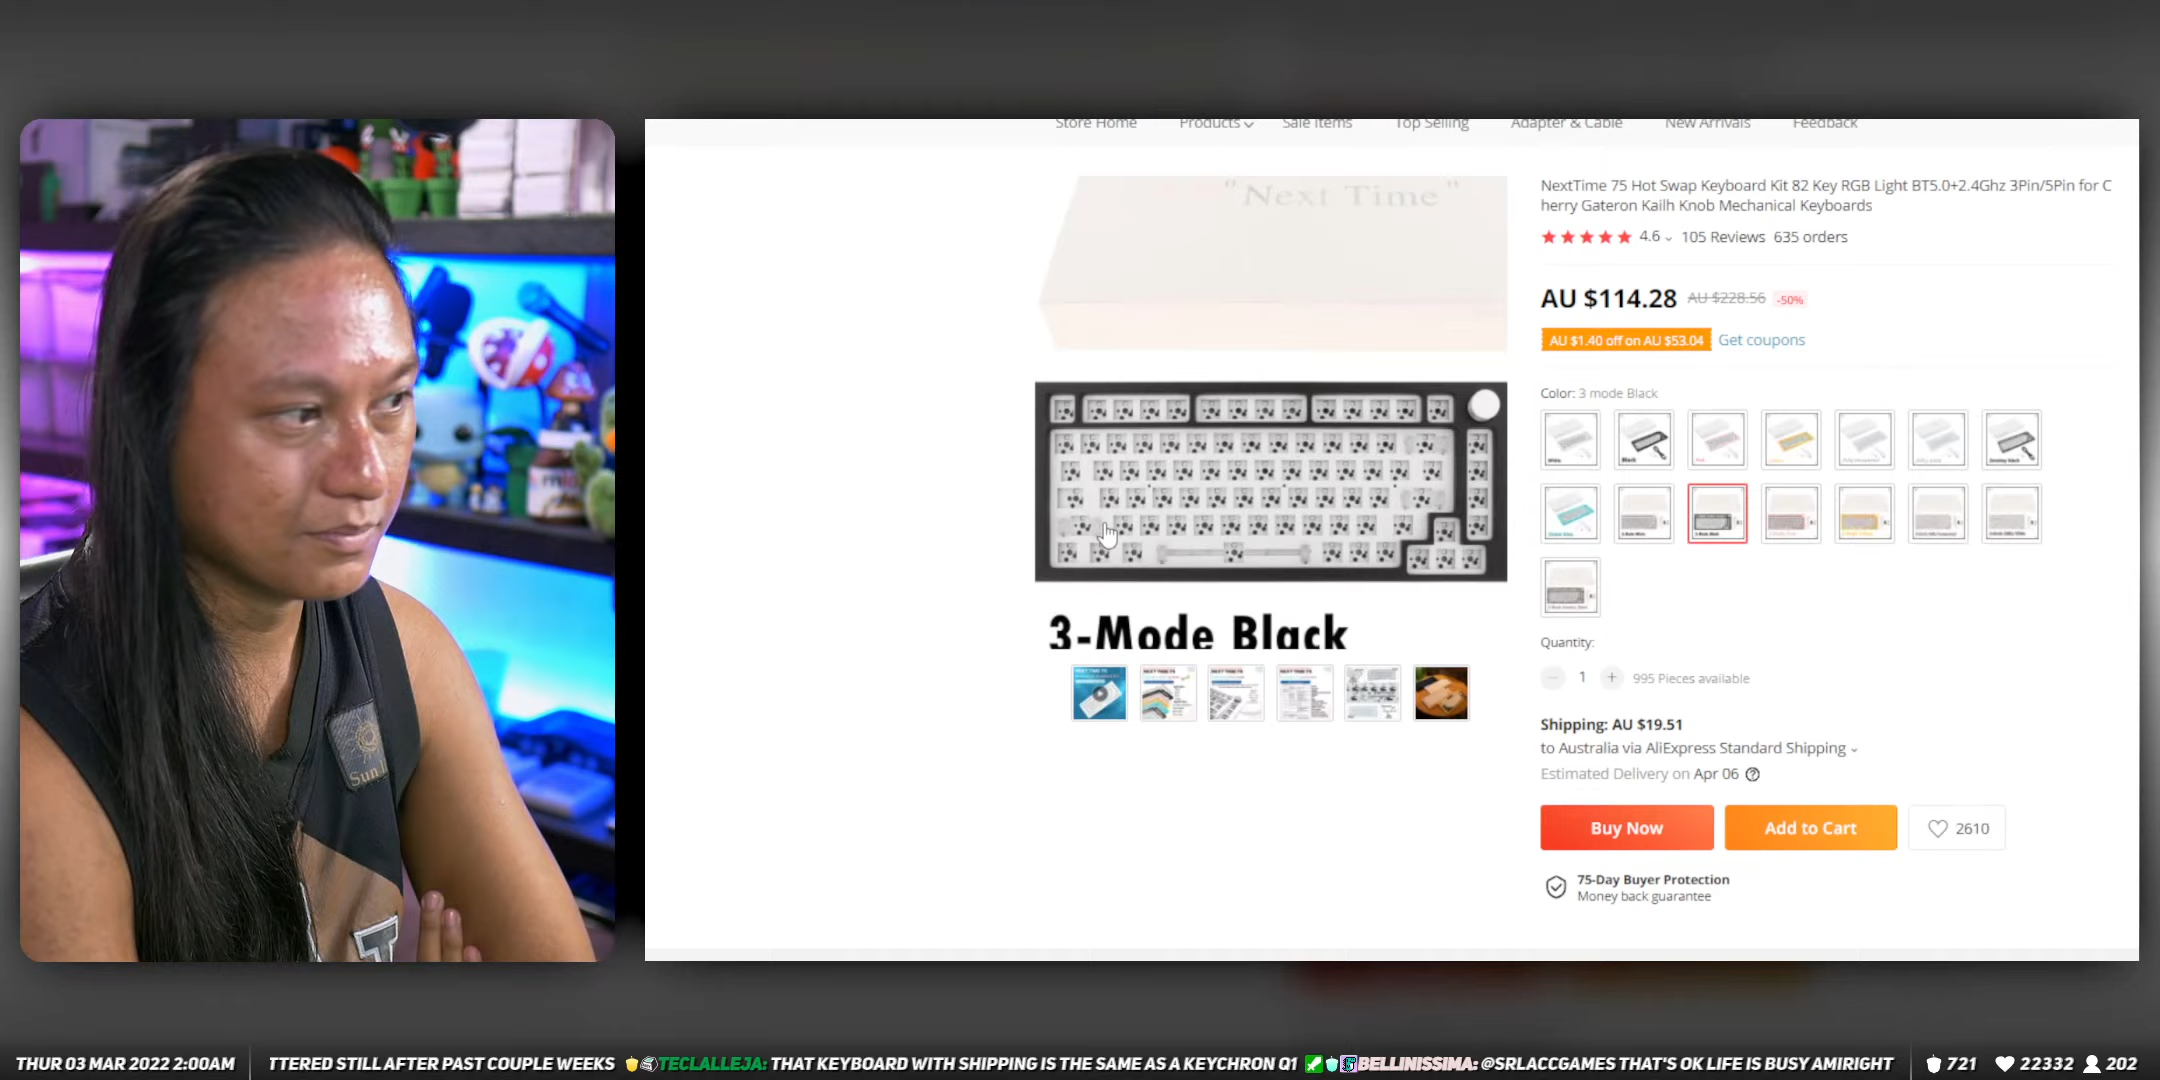 Store Home Products Sale Items Top Selling Adapter & Cable New Arrivals Feedback
"Next Time"
NextTime 75 Hot Swap Keyboard Kit 82 Key RGB Light BT5.0+2.4Ghz 3Pin/5Pin for C
herry Gateron Kailh Knob Mechanical Keyboards
4.6 105 Reviews 635 orders
AU $114.28 AU $228.56 -50%
AU $1.40 off on AU $53.04 Get coupons
Color: 3 mode Black
White Black
3-Mode Black
Quantity:
1 995 Pieces available
Shipping: AU $19.51
to Australia via AliExpress Standard Shipping
Estimated Delivery on Apr 06
Buy Now Add to Cart 2610
75-Day Buyer Protection
Money back guarantee
Sun
THUR 03 MAR 2022 2:00AM TTERED STILL AFTER PAST COUPLE WEEKS TECLALLEJA: THAT KEYBOARD WITH SHIPPING IS THE SAME AS A KEYCHRON Q1 BELLINISSIMA: @SRLACCGAMES THAT'S OK LIFE IS BUSY AMIRIGHT 721 22332 202